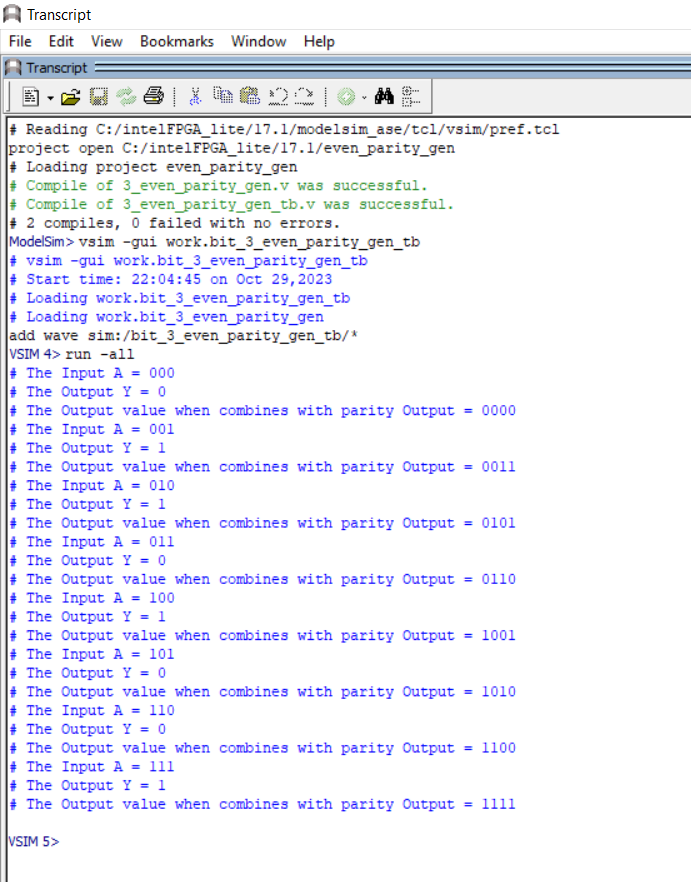 Transcript
File Edit View Bookmarks Window Help
Transcript
# Reading C:/intelFPGA_lite/17.1/modelsim_ase/tcl/vsim/pref.tcl
project open C:/intelFPGA_lite/17.1/even_parity_gen
# Loading project even_parity_gen
# Compile of 3_even_parity_gen.v was successful.
# Compile of 3_even_parity_gen_tb.v was successful.
# 2 compiles, 0 failed with no errors.
ModelSim> vsim -gui work.bit_3_even_parity_gen_tb
# vsim -gui work.bit_3_even_parity_gen_tb
# Start time: 22:04:45 on Oct 29,2023
# Loading work.bit_3_even_parity_gen_tb
# Loading work.bit_3_even_parity_gen
add wave sim:/bit_3_even_parity_gen_tb/*
VSIM 4> run -all
# The Input A = 000
# The Output Y = 0
# The Output value when combines with parity Output = 0000
# The Input A = 001
# The Output Y = 1
# The Output value when combines with parity Output = 0011
# The Input A = 010
# The Output Y = 1
# The Output value when combines with parity Output = 0101
# The Input A = 011
# The Output Y = 0
# The Output value when combines with parity Output = 0110
# The Input A = 100
# The Output Y = 1
# The Output value when combines with parity Output = 1001
# The Input A = 101
# The Output Y = 0
# The Output value when combines with parity Output = 1010
# The Input A = 110
# The Output Y = 0
# The Output value when combines with parity Output = 1100
# The Input A = 111
# The Output Y = 1
# The Output value when combines with parity Output = 1111
VSIM 5>